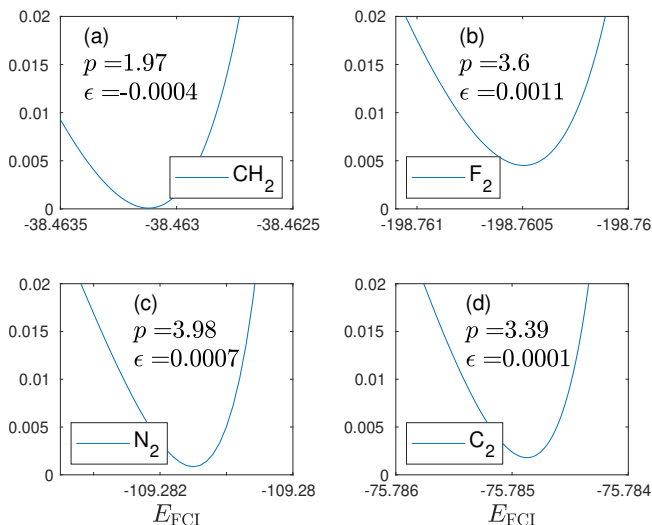 (a)
p =1.97
ϵ =-0.0004
0.02
0.015
0.01
0.005
0
CH2
-38.4635
-38.463
-38.4625
(b)
p =3.6
ϵ =0.0011
0.02
0.015
0.01
0.005
0
F2
-198.761
-198.7605
-198.76
(c)
p =3.98
ϵ =0.0007
0.02
0.015
0.01
0.005
0
N2
-109.282
-109.28
EFCI
(d)
p =3.39
ϵ =0.0001
0.02
0.015
0.01
0.005
0
C2
-75.786
-75.785
-75.784
EFCI